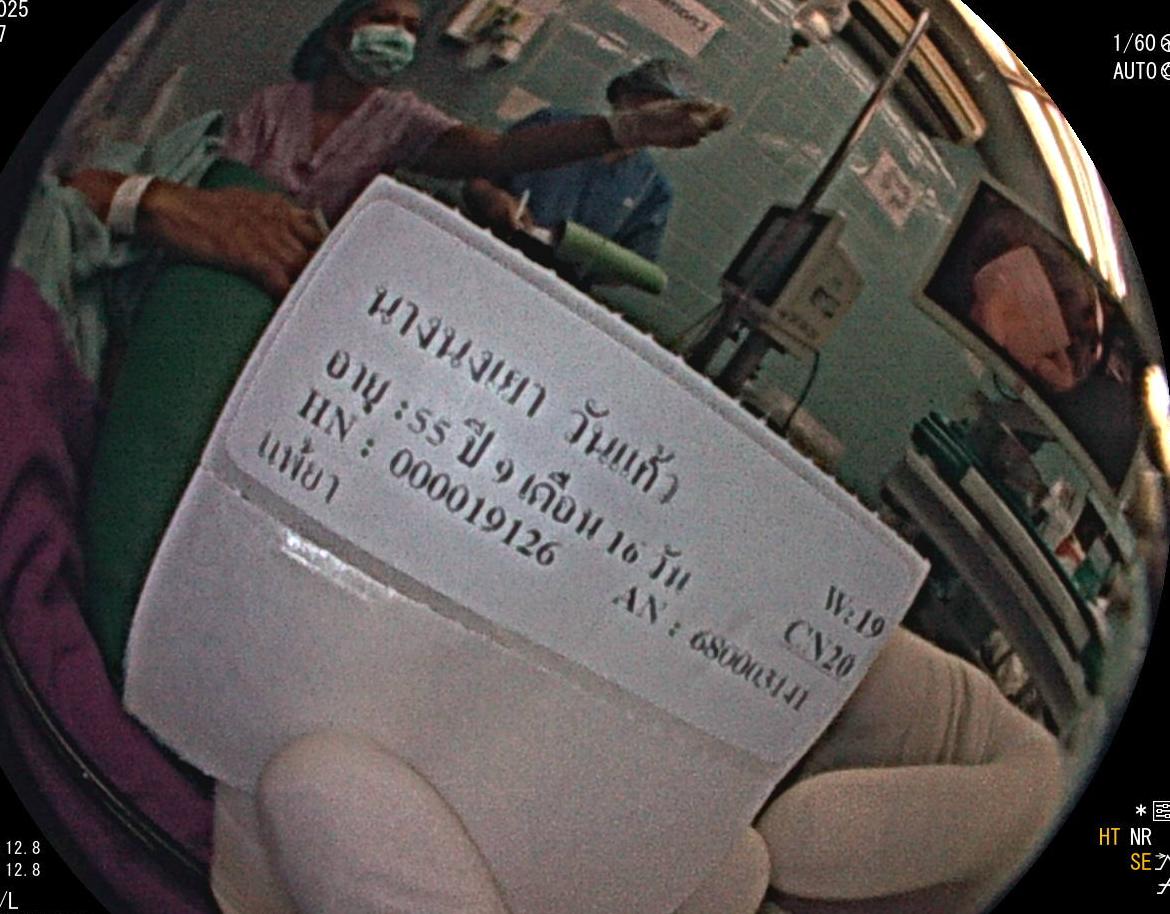 025
7
1/60
AUTO
นางนงเยา วันแก้ว
อายุ : 55 ปี 9 เดือน 16 วัน W:19
HN : 000019126 AN : 680003141 CN20
แพ้ยา
12.8
12.8
/L
*
HT NR
SE